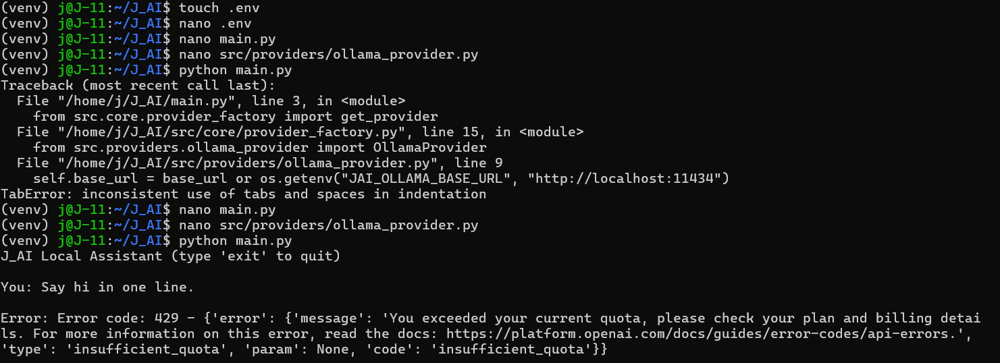 (venv) j@J-11:~/J_AI$ touch .env
(venv) j@J-11:~/J_AI$ nano .env
(venv) j@J-11:~/J_AI$ nano main.py
(venv) j@J-11:~/J_AI$ nano src/providers/ollama_provider.py
(venv) j@J-11:~/J_AI$ python main.py
Traceback (most recent call last):
  File "/home/j/J_AI/main.py", line 3, in <module>
    from src.core.provider_factory import get_provider
  File "/home/j/J_AI/src/core/provider_factory.py", line 15, in <module>
    from src.providers.ollama_provider import OllamaProvider
  File "/home/j/J_AI/src/providers/ollama_provider.py", line 9
    self.base_url = base_url or os.getenv("JAI_OLLAMA_BASE_URL", "http://localhost:11434")
TabError: inconsistent use of tabs and spaces in indentation
(venv) j@J-11:~/J_AI$ nano main.py
(venv) j@J-11:~/J_AI$ nano src/providers/ollama_provider.py
(venv) j@J-11:~/J_AI$ python main.py
J_AI Local Assistant (type 'exit' to quit)

You: Say hi in one line.

Error: Error code: 429 - {'error': {'message': 'You exceeded your current quota, please check your plan and billing detai
ls. For more information on this error, read the docs: https://platform.openai.com/docs/guides/error-codes/api-errors.',
'type': 'insufficient_quota', 'param': None, 'code': 'insufficient_quota'}}